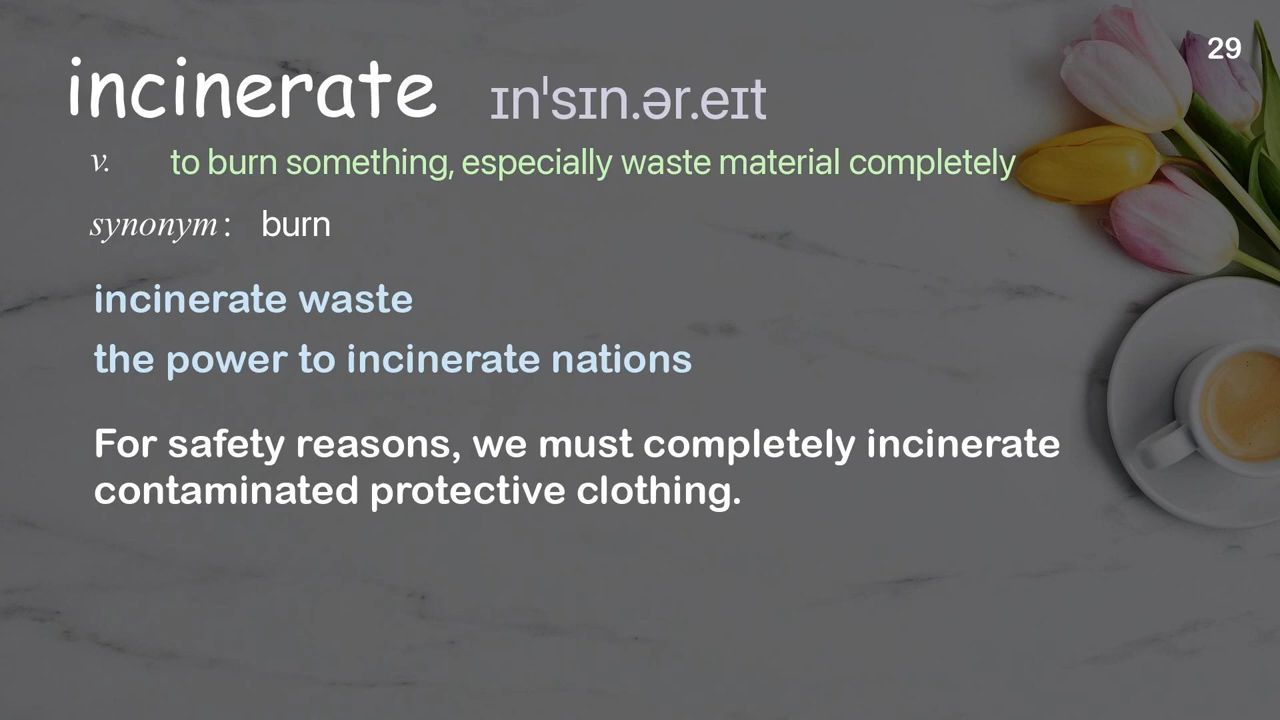 29
incinerate ɪnˈsɪn.ər.eɪt
v. to burn something, especially waste material completely
synonym: burn
incinerate waste
the power to incinerate nations
For safety reasons, we must completely incinerate
contaminated protective clothing.